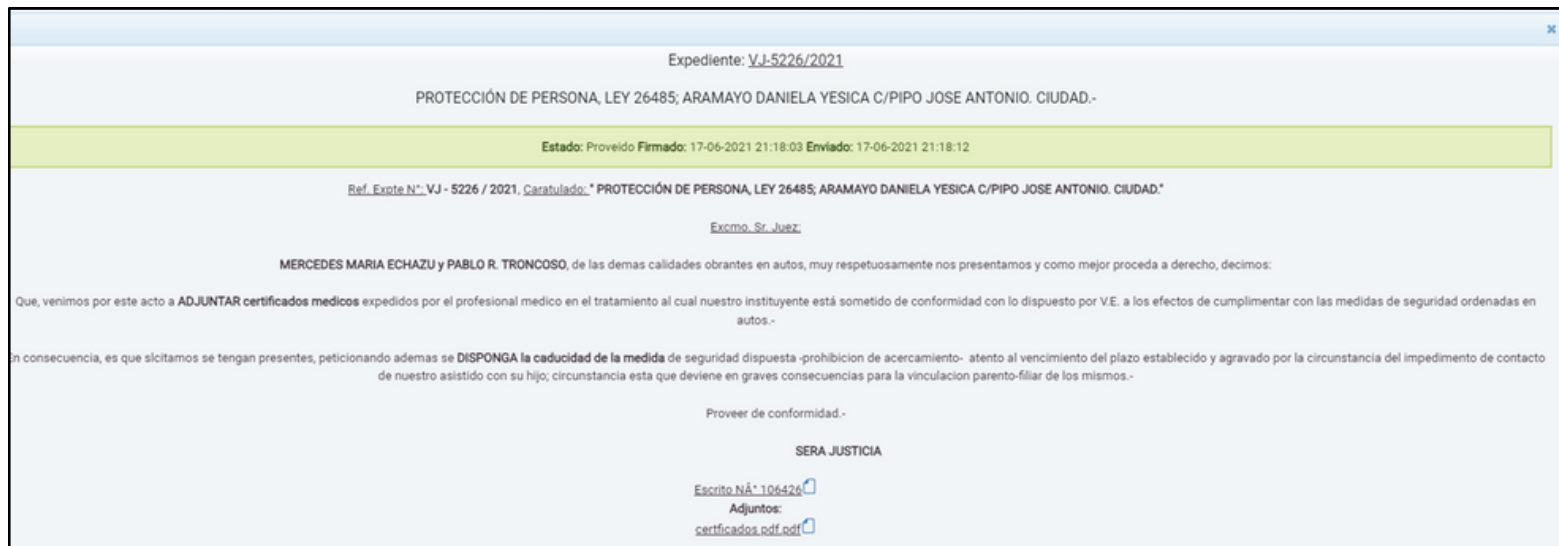 Expediente: VJ-5226/2021
PROTECCIÓN DE PERSONA, LEY 26485; ARAMAYO DANIELA YESICA C/PIPO JOSE ANTONIO. CIUDAD.-
Estado: Proveido Firmado: 17-06-2021 21:18:03 Enviado: 17-06-2021 21:18:12
Ref. Expte N°: VJ - 5226 / 2021, Caratulado: " PROTECCIÓN DE PERSONA, LEY 26485; ARAMAYO DANIELA YESICA C/PIPO JOSE ANTONIO. CIUDAD."
Excmo. Sr. Juez:
MERCEDES MARIA ECHAZU y PABLO R. TRONCOSO, de las demas calidades obrantes en autos, muy respetuosamente nos presentamos y como mejor proceda a derecho, decimos:
Que, venimos por este acto a ADJUNTAR certificados medicos expedidos por el profesional medico en el tratamiento al cual nuestro instituyente está sometido de conformidad con lo dispuesto por V.E. a los efectos de cumplimentar con las medidas de seguridad ordenadas en
autos.-
En consecuencia, es que slcitamos se tengan presentes, peticionando ademas se DISPONGA la caducidad de la medida de seguridad dispuesta -prohibicion de acercamiento- atento al vencimiento del plazo establecido y agravado por la circunstancia del impedimento de contacto
de nuestro asistido con su hijo; circunstancia esta que deviene en graves consecuencias para la vinculacion parento-filiar de los mismos.-
Proveer de conformidad.-
SERA JUSTICIA
Escrito NÂ° 106426
Adjuntos:
certficados pdf.pdf